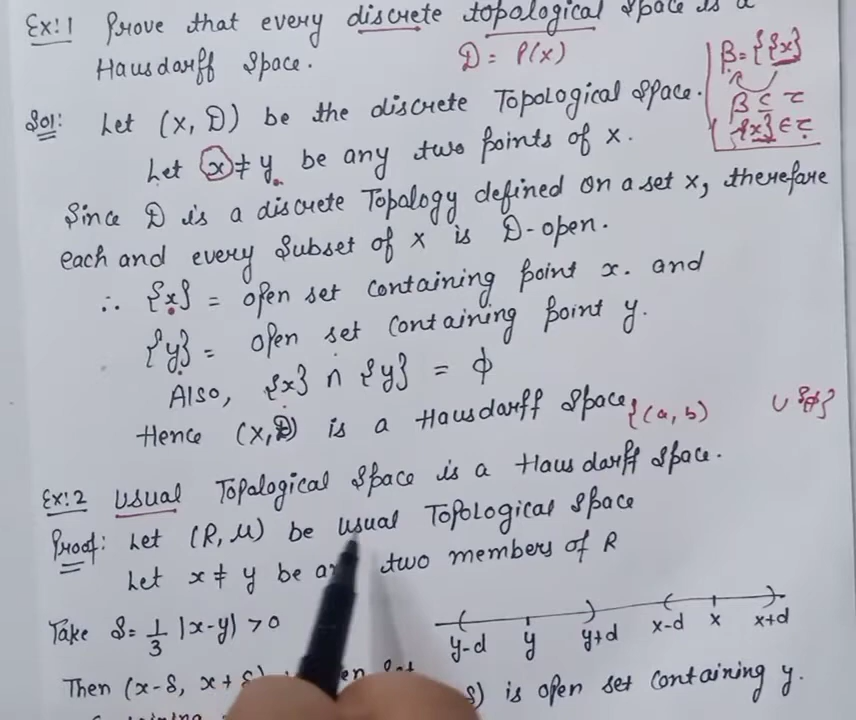 Ex:1 Prove that every discrete topological space is a
Hausdorff Space.
D = P(X)
β = {{x}
β ⊆ τ
{x} ∈ τ
Sol: Let (X, D) be the discrete Topological Space.
Let x ≠ y be any two points of X.
Since D is a discrete Topology defined on a set X, therefore
each and every Subset of X is D-open.
∴ {x} = open set containing point x. and
{y} = open set containing point y.
Also, {x} ∩ {y} = ϕ
Hence (X, D) is a Hausdorff Space
{(a, b)
∪ {ϕ}
Ex:2 Usual Topological Space is a Hausdorff Space.
Proof: Let (R, U) be usual Topological Space
Let x ≠ y be two members of R
Take δ = 1/3 |x-y| > 0
y-d y y+d x-d x x+d
Then (x-δ, x+δ)
δ) is open set containing y.